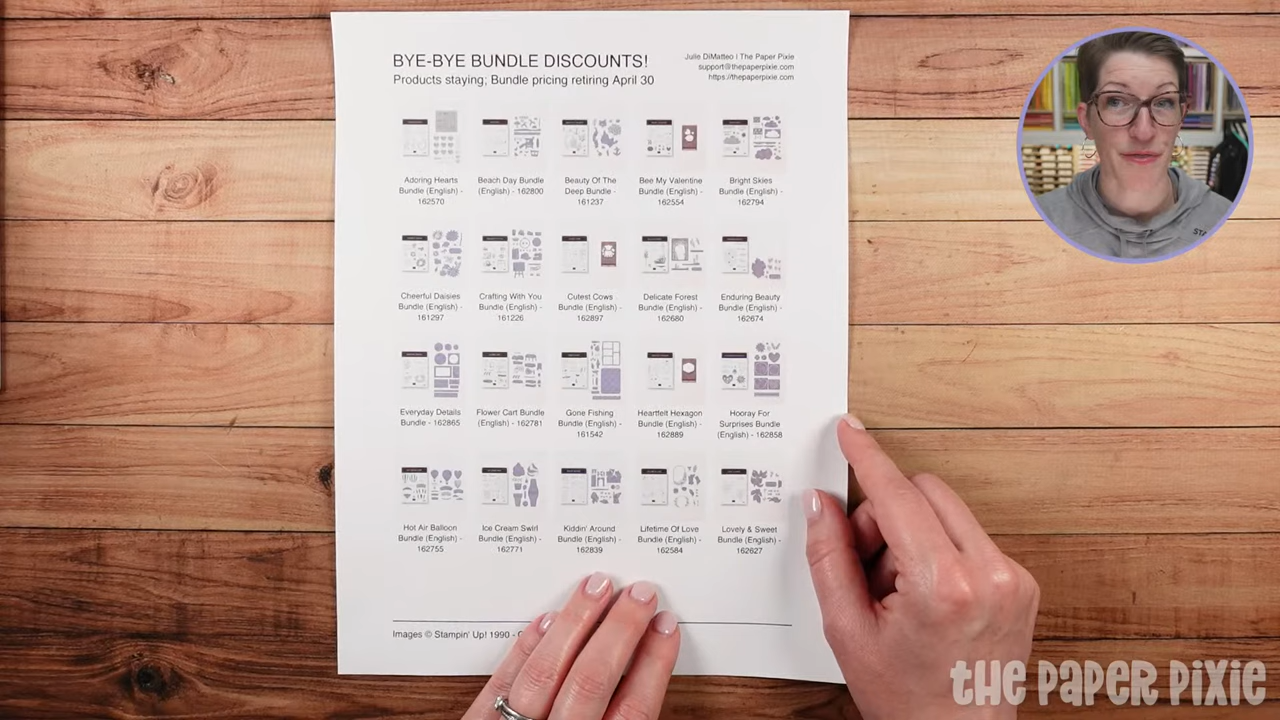 BYE-BYE BUNDLE DISCOUNTS!
Products staying; Bundle pricing retiring April 30
Julie DiMatteo | The Paper Pixie
support@thepaperpixie.com
https://thepaperpixie.com
Adoring Hearts
Bundle (English) -
162570
Beach Day Bundle
(English) - 162800
Beauty Of The
Deep Bundle -
161237
Bee My Valentine
Bundle (English) -
162554
Bright Skies
Bundle (English) -
162794
Cheerful Daisies
Bundle (English) -
161297
Crafting With You
Bundle (English) -
161226
Cutest Cows
Bundle (English) -
162897
Delicate Forest
Bundle (English) -
162680
Enduring Beauty
Bundle (English) -
162674
Everyday Details
Bundle - 162865
Flower Cart Bundle
(English) - 162781
Gone Fishing
Bundle (English) -
161542
Heartfelt Hexagon
Bundle (English) -
162889
Hooray For
Surprises Bundle
(English) - 162858
Hot Air Balloon
Bundle (English) -
162755
Ice Cream Swirl
Bundle (English) -
162771
Kiddin' Around
Bundle (English) -
162839
Lifetime Of Love
Bundle (English) -
162584
Lovely & Sweet
Bundle (English) -
162627
Images © Stampin' Up! 1990 -
THE PAPER PIXIE